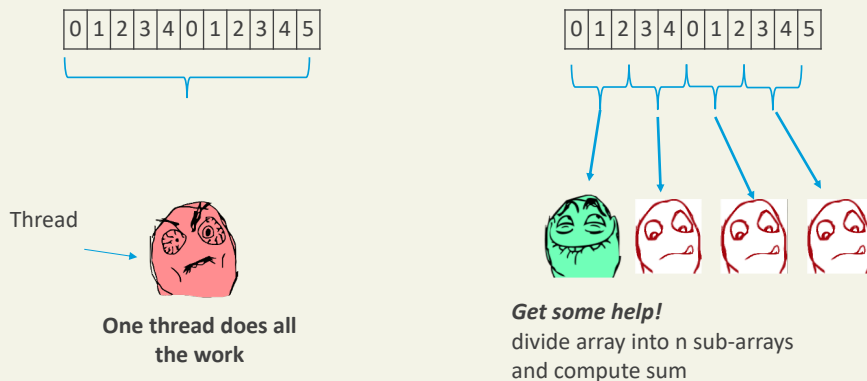 0 1 2 3 4 0 1 2 3 4 5
0 1 2 3 4 0 1 2 3 4 5
Thread
One thread does all
the work
Get some help!
divide array into n sub-arrays
and compute sum